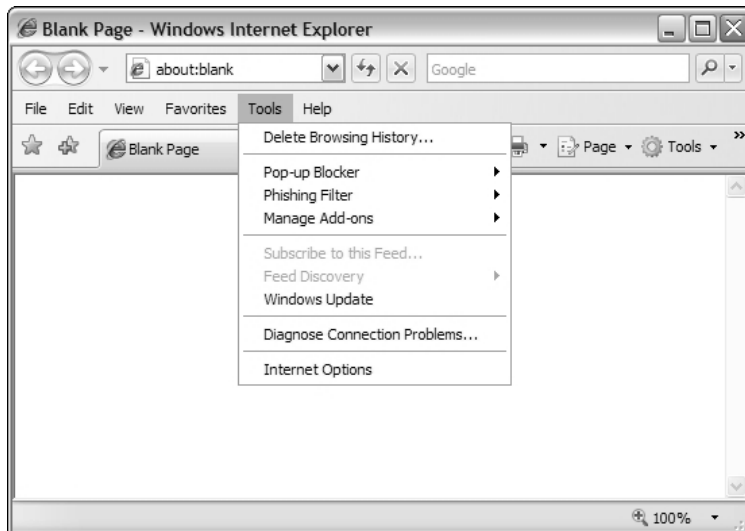 Blank Page - Windows Internet Explorer
about:blank
Google
File Edit View Favorites Tools Help
Blank Page
Page Tools »
Delete Browsing History...
Pop-up Blocker
Phishing Filter
Manage Add-ons
Subscribe to this Feed...
Feed Discovery
Windows Update
Diagnose Connection Problems...
Internet Options
100%